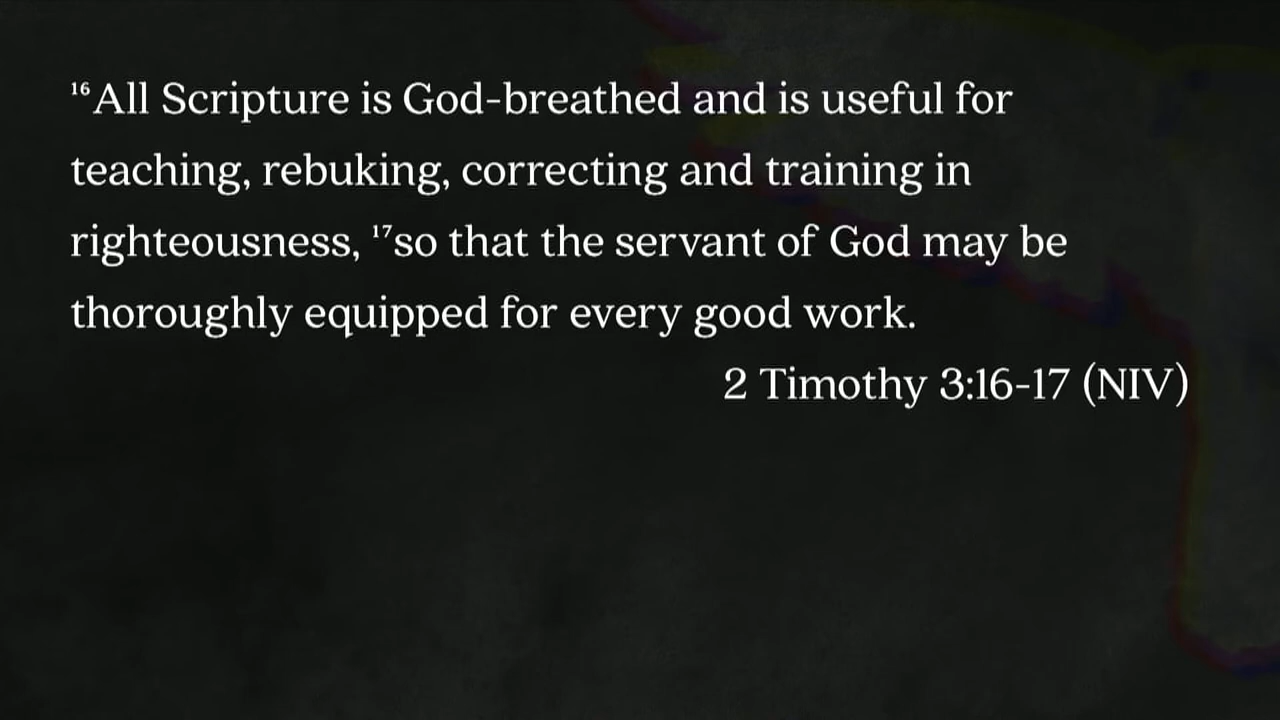 ¹⁶All Scripture is God-breathed and is useful for
teaching, rebuking, correcting and training in
righteousness, ¹⁷so that the servant of God may be
thoroughly equipped for every good work.
2 Timothy 3:16-17 (NIV)